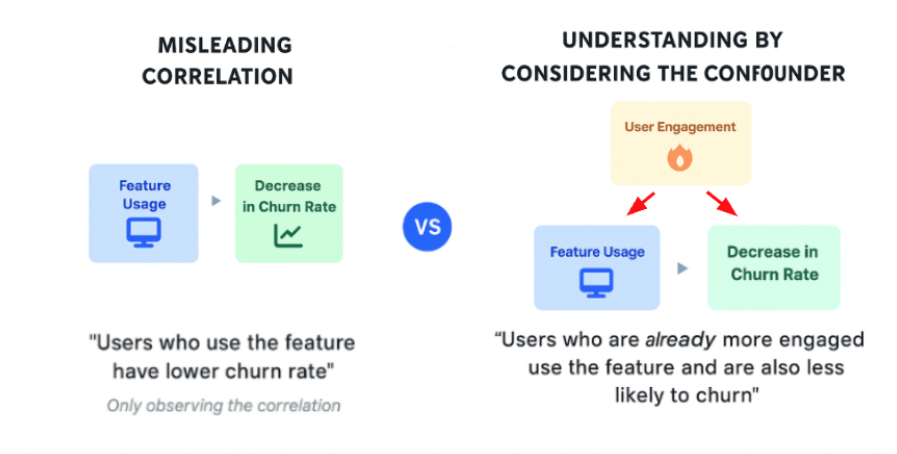 MISLEADING
CORRELATION
Feature
Usage
Decrease
in Churn Rate
"Users who use the feature
have lower churn rate"
Only observing the correlation
VS
UNDERSTANDING BY
CONSIDERING THE CONFOUNDER
User Engagement
Feature Usage
Decrease in
Churn Rate
“Users who are already more engaged
use the feature and are also less
likely to churn"